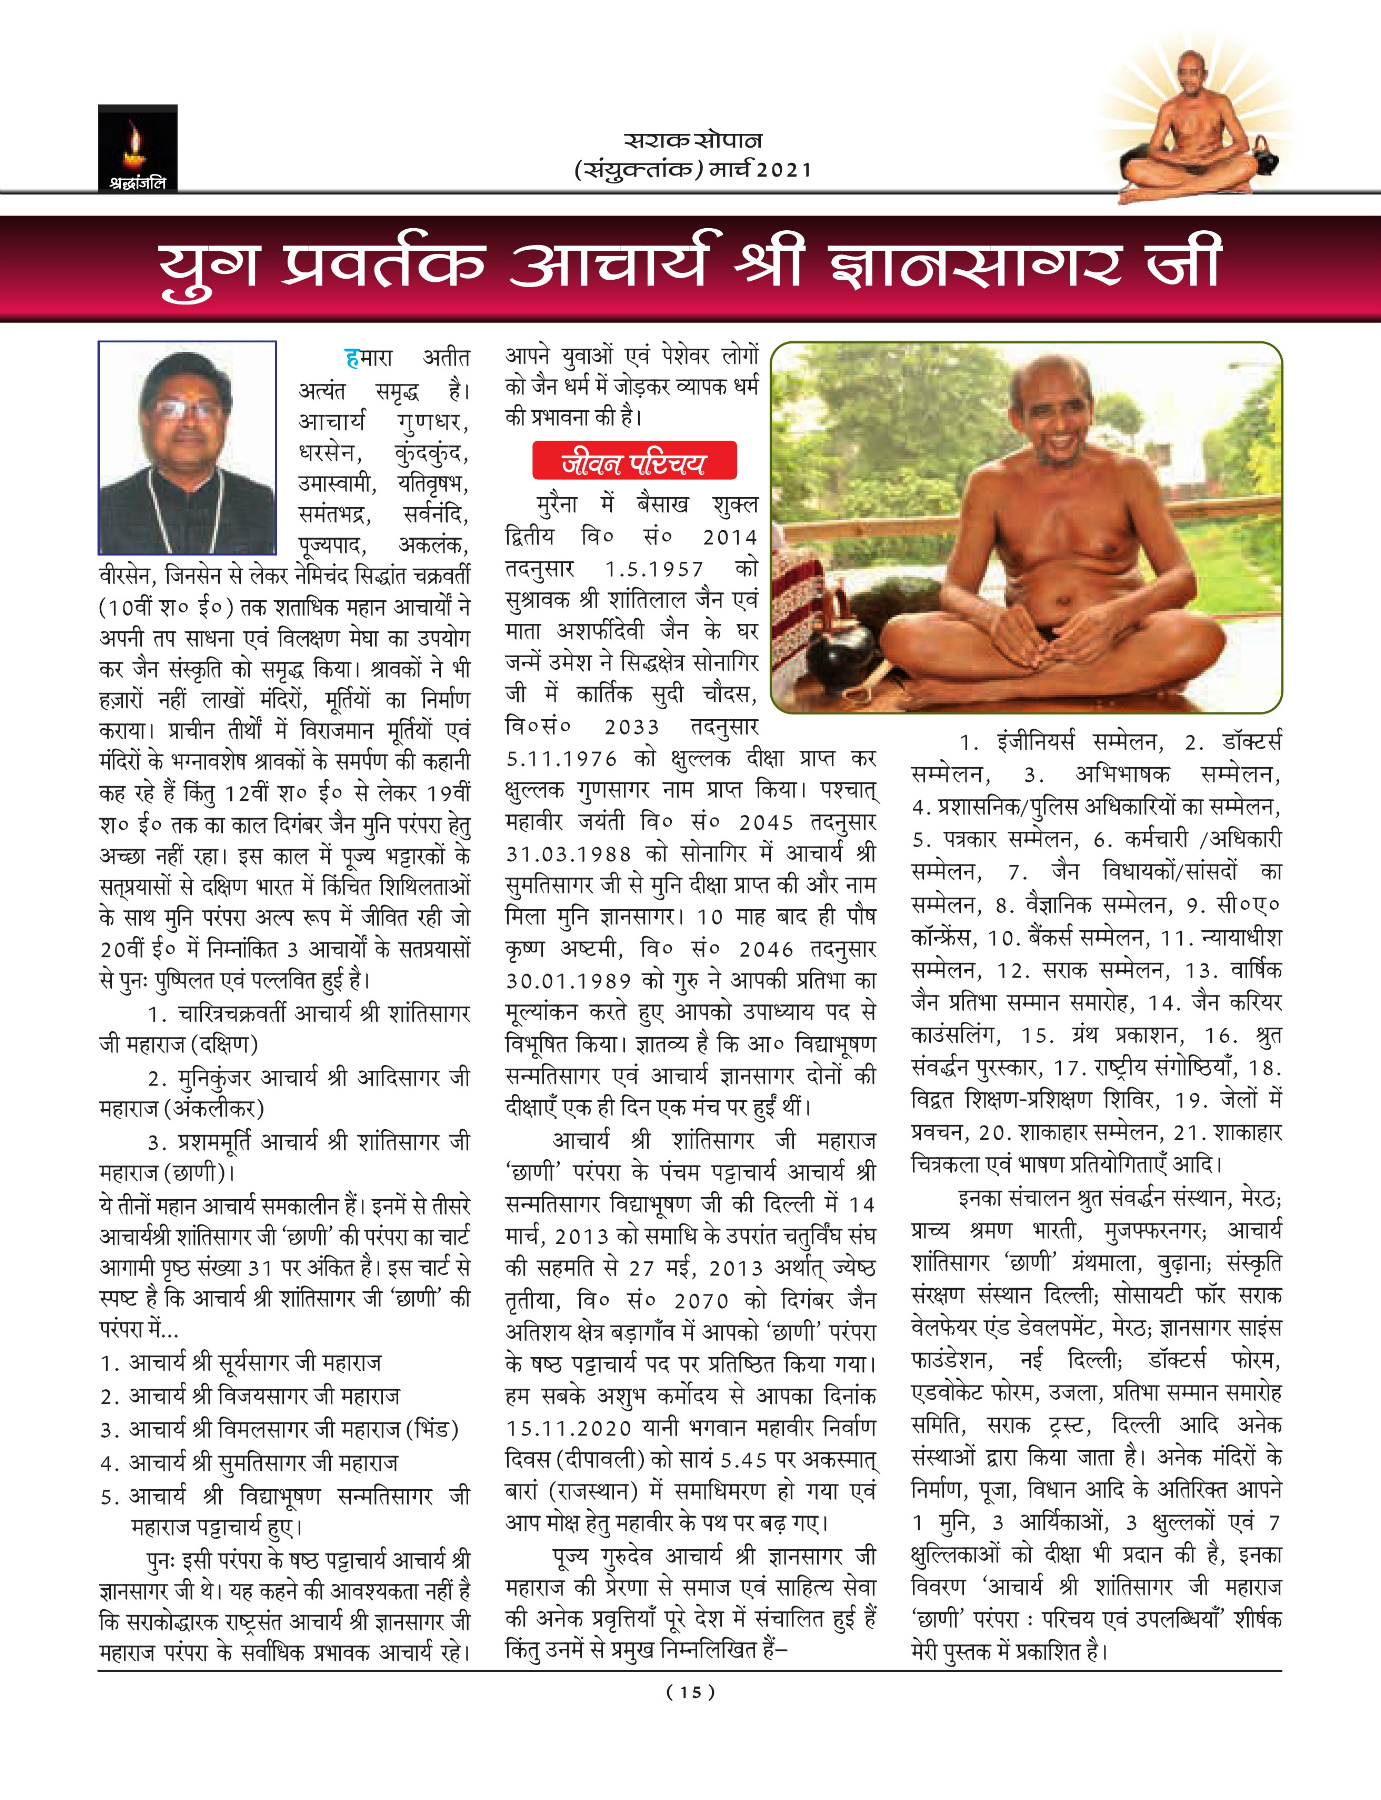 श्रद्धांजलि
सराक सोपान
(संयुक्तांक) मार्च 2021
युग प्रवर्तक आचार्य श्री ज्ञानसागर जी
हमारा अतीत
अत्यंत समृद्ध है।
आचार्य गुणधर,
धरसेन, कुंदकुंद,
उमास्वामी, यतिवृषभ,
समंतभद्र, सर्वनंदि,
पूज्यपाद, अकलंक,
वीरसेन, जिनसेन से लेकर नेमिचंद सिद्धांत चक्रवर्ती
(10वीं श० ई०) तक शताधिक महान आचार्यों ने
अपनी तप साधना एवं विलक्षण मेघा का उपयोग
कर जैन संस्कृति को समृद्ध किया। श्रावकों ने भी
हज़ारों नहीं लाखों मंदिरों, मूर्तियों का निर्माण
कराया। प्राचीन तीर्थों में विराजमान मूर्तियों एवं
मंदिरों के भग्नावशेष श्रावकों के समर्पण की कहानी
कह रहे हैं किंतु 12वीं श० ई० से लेकर 19वीं
श० ई० तक का काल दिगंबर जैन मुनि परंपरा हेतु
अच्छा नहीं रहा। इस काल में पूज्य भट्टारकों के
सत्प्रयासों से दक्षिण भारत में किंचित शिथिलताओं
के साथ मुनि परंपरा अल्प रूप में जीवित रही जो
20वीं ई० में निम्नांकित 3 आचार्यों के सतप्रयासों
से पुनः पुष्पिलत एवं पल्लवित हुई है।
1. चारित्रचक्रवर्ती आचार्य श्री शांतिसागर
जी महाराज (दक्षिण)
2. मुनिकुंजर आचार्य श्री आदिसागर जी
महाराज (अंकलीकर)
3. प्रशममूर्ति आचार्य श्री शांतिसागर जी
महाराज (छाणी)।
ये तीनों महान आचार्य समकालीन हैं। इनमें से तीसरे
आचार्यश्री शांतिसागर जी ‘छाणी’ की परंपरा का चार्ट
आगामी पृष्ठ संख्या 31 पर अंकित है। इस चार्ट से
स्पष्ट है कि आचार्य श्री शांतिसागर जी ‘छाणी’ की
परंपरा में...
1. आचार्य श्री सूर्यसागर जी महाराज
2. आचार्य श्री विजयसागर जी महाराज
3. आचार्य श्री विमलसागर जी महाराज (भिंड)
4. आचार्य श्री सुमतिसागर जी महाराज
5. आचार्य श्री विद्याभूषण सन्मतिसागर जी
महाराज पट्टाचार्य हुए।
पुनः इसी परंपरा के षष्ठ पट्टाचार्य आचार्य श्री
ज्ञानसागर जी थे। यह कहने की आवश्यकता नहीं है
कि सराकोद्धारक राष्ट्रसंत आचार्य श्री ज्ञानसागर जी
महाराज परंपरा के सर्वाधिक प्रभावक आचार्य रहे।
आपने युवाओं एवं पेशेवर लोगों
को जैन धर्म में जोड़कर व्यापक धर्म
की प्रभावना की है।
जीवन परिचय
मुरैना में बैसाख शुक्ल
द्वितीय वि० सं० 2014
तदनुसार 1.5.1957 को
सुश्रावक श्री शांतिलाल जैन एवं
माता अशर्फीदेवी जैन के घर
जन्में उमेश ने सिद्धक्षेत्र सोनागिर
जी में कार्तिक सुदी चौदस,
वि०सं० 2033 तदनुसार
5.11.1976 को क्षुल्लक दीक्षा प्राप्त कर
क्षुल्लक गुणसागर नाम प्राप्त किया। पश्चात्
महावीर जयंती वि० सं० 2045 तदनुसार
31.03.1988 को सोनागिर में आचार्य श्री
सुमतिसागर जी से मुनि दीक्षा प्राप्त की और नाम
मिला मुनि ज्ञानसागर। 10 माह बाद ही पौष
कृष्ण अष्टमी, वि० सं० 2046 तदनुसार
30.01.1989 को गुरु ने आपकी प्रतिभा का
मूल्यांकन करते हुए आपको उपाध्याय पद से
विभूषित किया। ज्ञातव्य है कि आ० विद्याभूषण
सन्मतिसागर एवं आचार्य ज्ञानसागर दोनों की
दीक्षाएँ एक ही दिन एक मंच पर हुईं थीं।
आचार्य श्री शांतिसागर जी महाराज
‘छाणी’ परंपरा के पंचम पट्टाचार्य आचार्य श्री
सन्मतिसागर विद्याभूषण जी की दिल्ली में 14
मार्च, 2013 को समाधि के उपरांत चतुर्विंघ संघ
की सहमति से 27 मई, 2013 अर्थात् ज्येष्ठ
तृतीया, वि० सं० 2070 को दिगंबर जैन
अतिशय क्षेत्र बड़ागाँव में आपको ‘छाणी’ परंपरा
के षष्ठ पट्टाचार्य पद पर प्रतिष्ठित किया गया।
हम सबके अशुभ कर्मोदय से आपका दिनांक
15.11.2020 यानी भगवान महावीर निर्वाण
दिवस (दीपावली) को सायं 5.45 पर अकस्मात्
बारां (राजस्थान) में समाधिमरण हो गया एवं
आप मोक्ष हेतु महावीर के पथ पर बढ़ गए।
पूज्य गुरुदेव आचार्य श्री ज्ञानसागर जी
महाराज की प्रेरणा से समाज एवं साहित्य सेवा
की अनेक प्रवृत्तियाँ पूरे देश में संचालित हुई हैं
किंतु उनमें से प्रमुख निम्नलिखित हैं–
1. इंजीनियर्स सम्मेलन, 2. डॉक्टर्स
सम्मेलन, 3. अभिभाषक सम्मेलन,
4. प्रशासनिक/पुलिस अधिकारियों का सम्मेलन,
5. पत्रकार सम्मेलन, 6. कर्मचारी /अधिकारी
सम्मेलन, 7. जैन विधायकों/सांसदों का
सम्मेलन, 8. वैज्ञानिक सम्मेलन, 9. सी०ए०
कॉन्फ्रेंस, 10. बैंकर्स सम्मेलन, 11. न्यायाधीश
सम्मेलन, 12. सराक सम्मेलन, 13. वार्षिक
जैन प्रतिभा सम्मान समारोह, 14. जैन करियर
काउंसलिंग, 15. ग्रंथ प्रकाशन, 16. श्रुत
संवर्द्धन पुरस्कार, 17. राष्ट्रीय संगोष्ठियाँ, 18.
विद्वत शिक्षण-प्रशिक्षण शिविर, 19. जेलों में
प्रवचन, 20. शाकाहार सम्मेलन, 21. शाकाहार
चित्रकला एवं भाषण प्रतियोगिताएँ आदि।
इनका संचालन श्रुत संवर्द्धन संस्थान, मेरठ;
प्राच्य श्रमण भारती, मुजफ्फरनगर; आचार्य
शांतिसागर ‘छाणी’ ग्रंथमाला, बुढ़ाना; संस्कृति
संरक्षण संस्थान दिल्ली; सोसायटी फॉर सराक
वेलफेयर एंड डेवलपमेंट, मेरठ; ज्ञानसागर साइंस
फाउंडेशन, नई दिल्ली; डॉक्टर्स फोरम,
एडवोकेट फोरम, उजला, प्रतिभा सम्मान समारोह
समिति, सराक ट्रस्ट, दिल्ली आदि अनेक
संस्थाओं द्वारा किया जाता है। अनेक मंदिरों के
निर्माण, पूजा, विधान आदि के अतिरिक्त आपने
1 मुनि, 3 आर्यिकाओं, 3 क्षुल्लकों एवं 7
क्षुल्लिकाओं को दीक्षा भी प्रदान की है, इनका
विवरण ‘आचार्य श्री शांतिसागर जी महाराज
‘छाणी’ परंपरा : परिचय एवं उपलब्धियाँ’ शीर्षक
मेरी पुस्तक में प्रकाशित है।
(15)